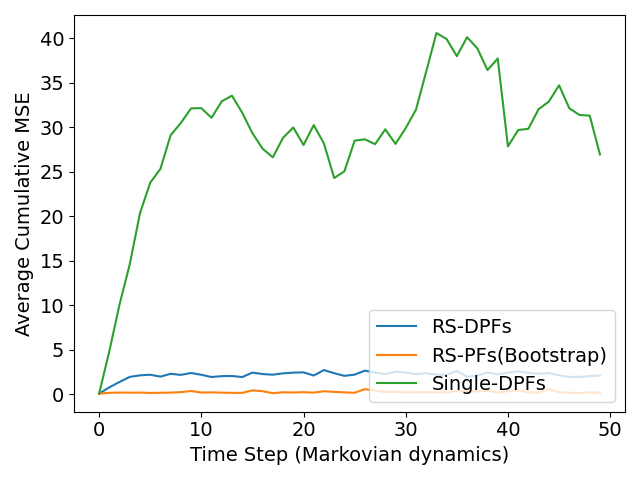 40
35
30
25
20
15
10
5
0
Average Cumulative MSE
RS-DPFs
RS-PFs(Bootstrap)
Single-DPFs
0 10 20 30 40 50
Time Step (Markovian dynamics)